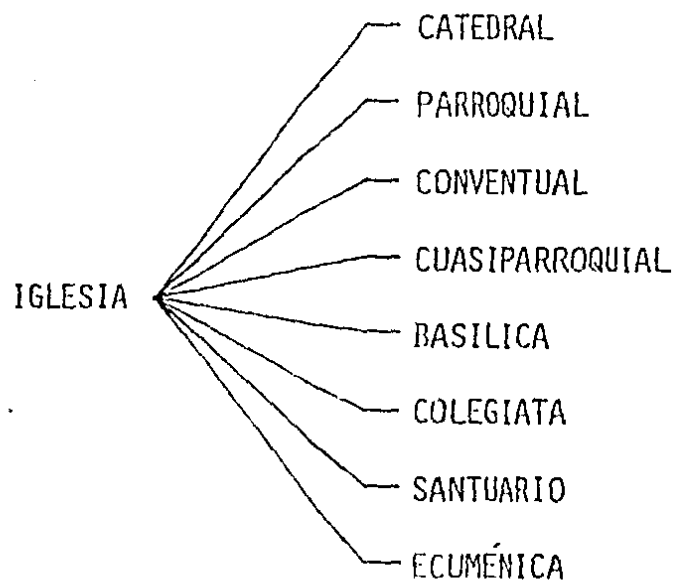 CATEDRAL
PARROQUIAL
CONVENTUAL
CUASIPARROQUIAL
IGLESIA
BASILICA
COLEGIATA
SANTUARIO
ECUMÉNICA